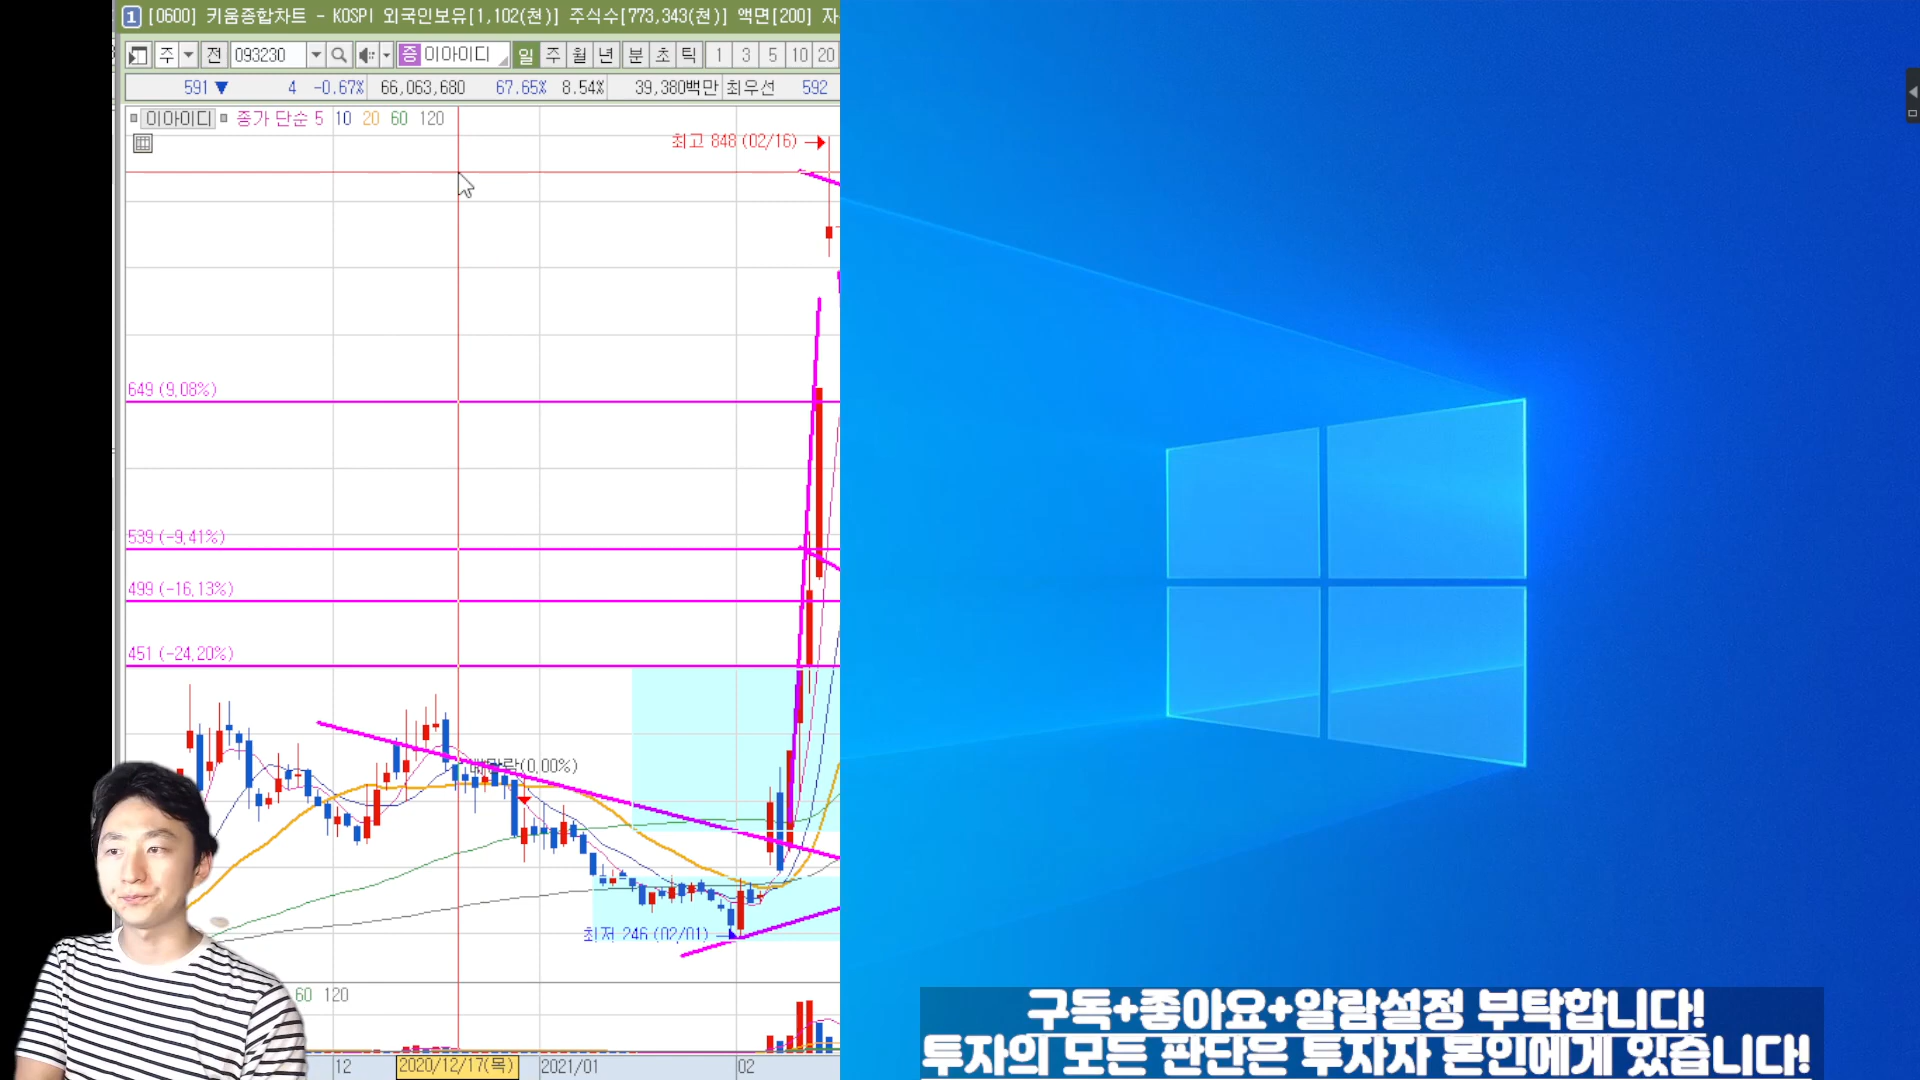 1 [0600] 키움종합차트 - KOSPI 외국인보유[1,102(천)] 주식수[773,343(천)] 액면[200] 자
주 전 093230 증 이아이디 일 주 월 년 분 초 틱 1 3 5 10 20
591 ▼ 4 -0.67% 66,063,680 67.65% 8.54% 39,380백만 최우선 592
이아이디 종가 단순 5 10 20 60 120
최고 848 (02/16)
649 (9,08%)
539 (-9,41%)
499 (-16,13%)
451 (-24,20%)
(0,00%)
최저 246 (02/01)
60 120
12 2020/12/17(목) 2021/01 02
구독+좋아요+알람설정 부탁합니다!
투자의 모든 판단은 투자자 본인에게 있습니다!